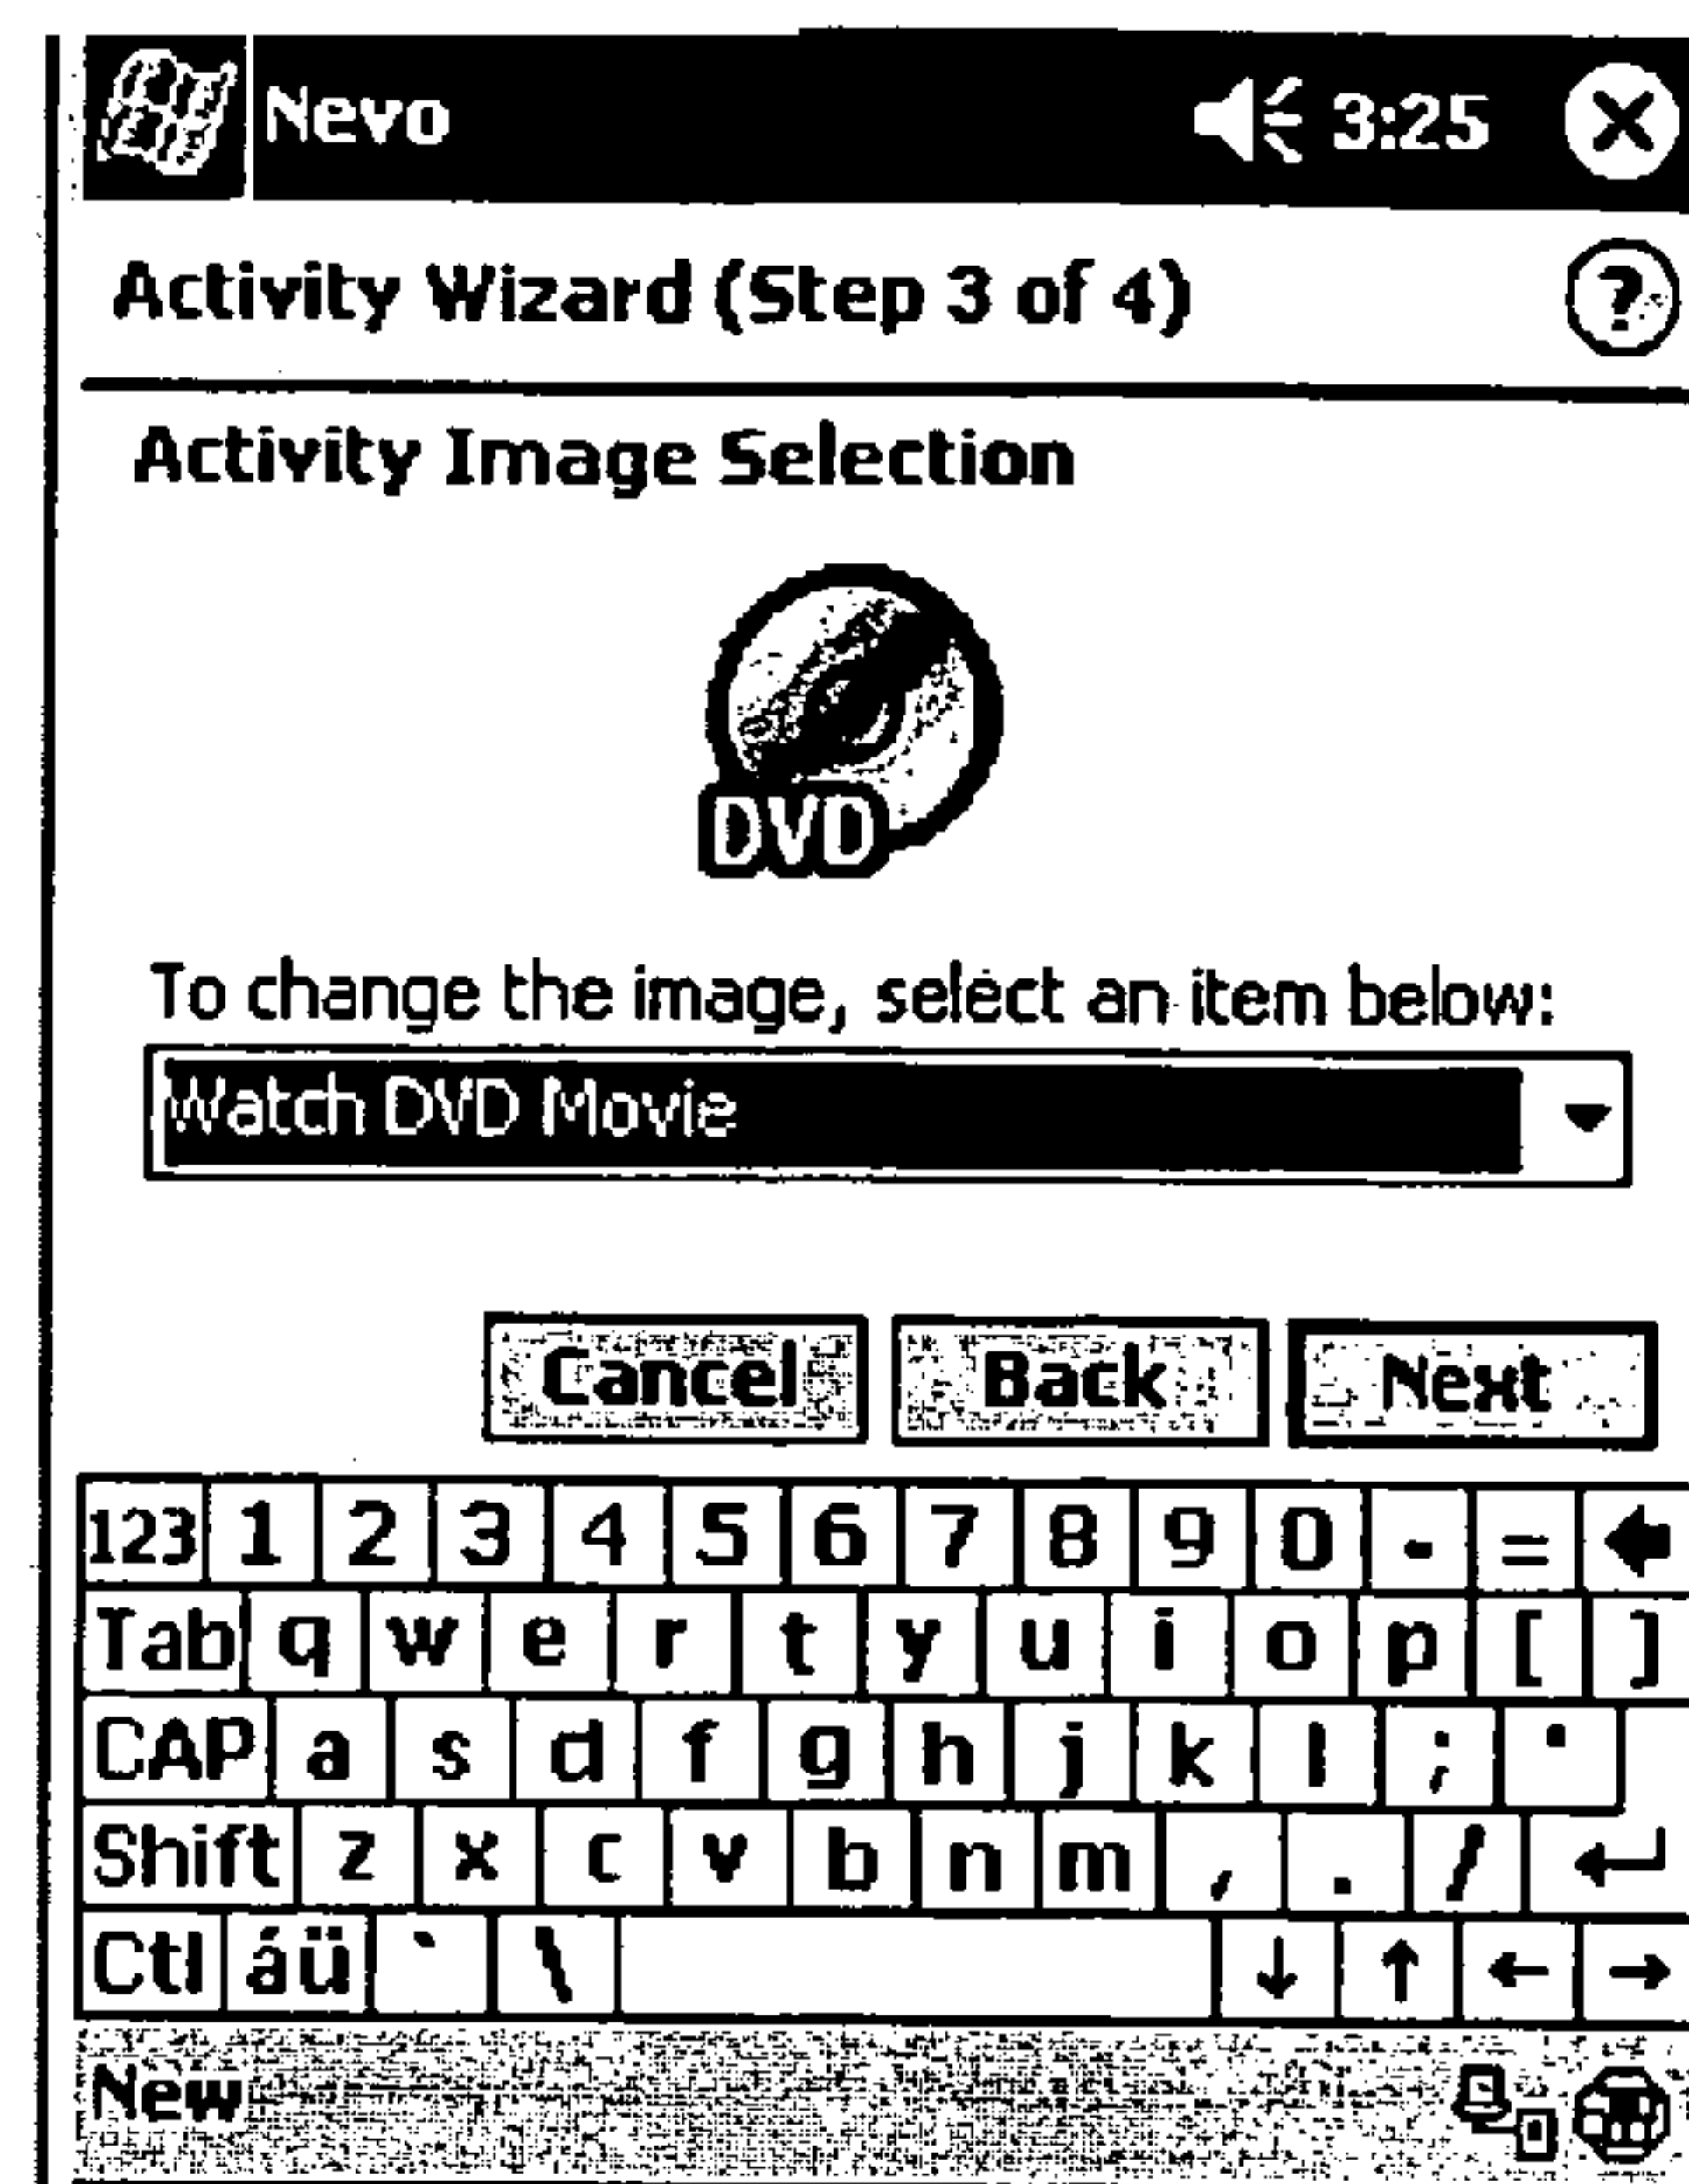 Nevo 3:25
Activity Wizard (Step 3 of 4) ?
Activity Image Selection
DVD
To change the image, select an item below:
Watch DVD Movie
Cancel Back Next
123 1 2 3 4 5 6 7 8 9 0 - = ←
Tab q w e r t y u i o p [ ]
CAP a s d f g h j k l ; '
Shift z x c v b n m , . / ↵
Ctl áü ` \ ↓ ↑ ← →
New